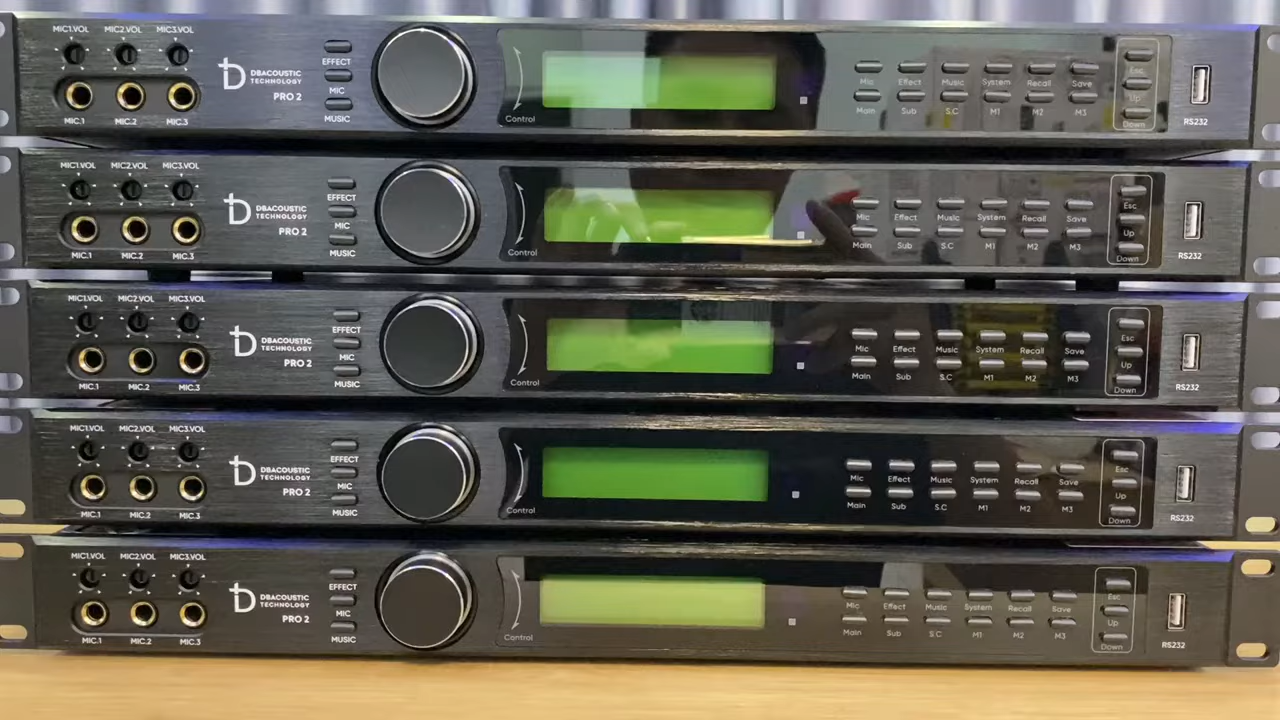 MIC1.VOL MIC2.VOL MIC3.VOL
MIC.1 MIC.2 MIC.3
DBACOUSTIC
TECHNOLOGY
PRO 2
EFFECT
MIC
MUSIC
Control
Mic Effect Music System Recall Save
Main Sub S.C M1 M2 M3
Esc
Up
Down
RS232
MIC1.VOL MIC2.VOL MIC3.VOL
MIC.1 MIC.2 MIC.3
DBACOUSTIC
TECHNOLOGY
PRO 2
EFFECT
MIC
MUSIC
Control
Mic Effect Music System Recall Save
Main Sub S.C M1 M2 M3
Esc
Up
Down
RS232
MIC1.VOL MIC2.VOL MIC3.VOL
MIC.1 MIC.2 MIC.3
DBACOUSTIC
TECHNOLOGY
PRO 2
EFFECT
MIC
MUSIC
Control
Mic Effect Music System Recall Save
Main Sub S.C M1 M2 M3
Esc
Up
Down
RS232
MIC1.VOL MIC2.VOL MIC3.VOL
MIC.1 MIC.2 MIC.3
DBACOUSTIC
TECHNOLOGY
PRO 2
EFFECT
MIC
MUSIC
Control
Mic Effect Music System Recall Save
Main Sub S.C M1 M2 M3
Esc
Up
Down
RS232
MIC1.VOL MIC2.VOL MIC3.VOL
MIC.1 MIC.2 MIC.3
DBACOUSTIC
TECHNOLOGY
PRO 2
EFFECT
MIC
MUSIC
Control
Mic Effect Music System Recall Save
Main Sub S.C M1 M2 M3
Esc
Up
Down
RS232